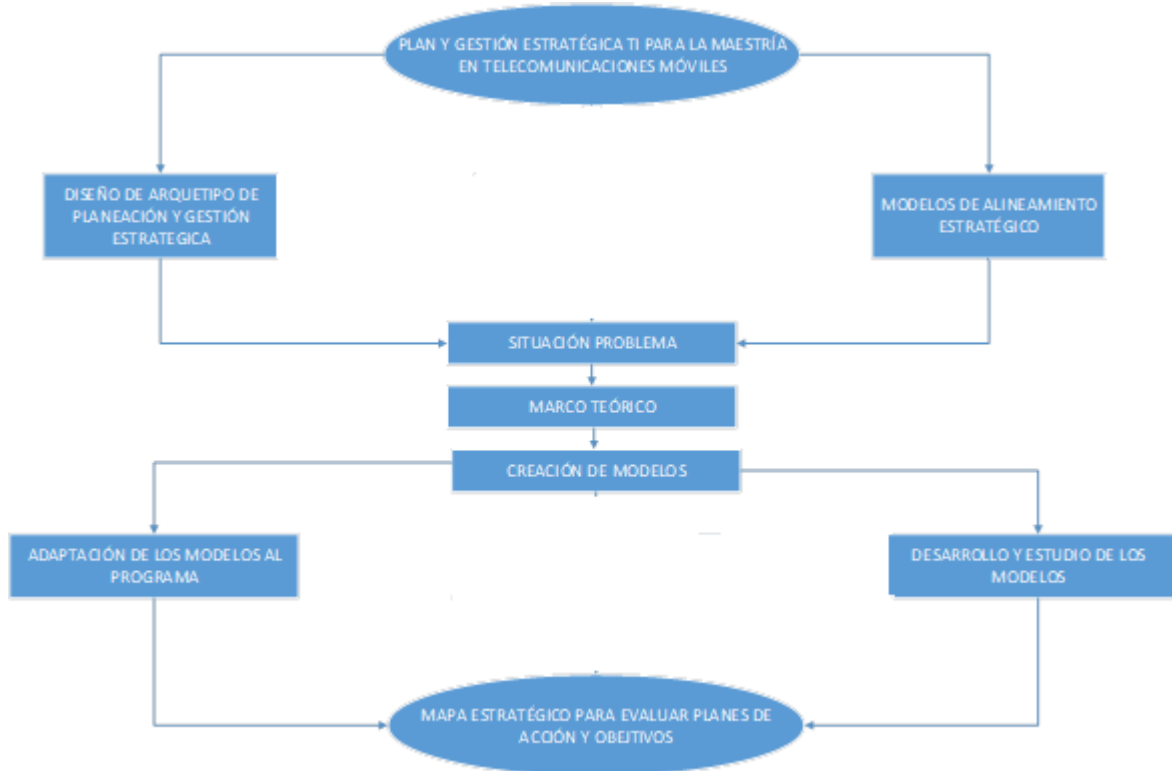 PLAN Y GESTIÓN ESTRATÉGICA TI PARA LA MAESTRÍA
EN TELECOMUNICACIONES MÓVILES
DISEÑO DE ARQUETIPO DE
PLANEACIÓN Y GESTIÓN
ESTRATEGICA
MODELOS DE ALINEAMIENTO
ESTRATÉGICO
SITUACIÓN PROBLEMA
MARCO TEÓRICO
CREACIÓN DE MODELOS
ADAPTACIÓN DE LOS MODELOS AL
PROGRAMA
DESARROLLO Y ESTUDIO DE LOS
MODELOS
MAPA ESTRATÉGICO PARA EVALUAR PLANES DE
ACCIÓN Y OBEJTIVOS